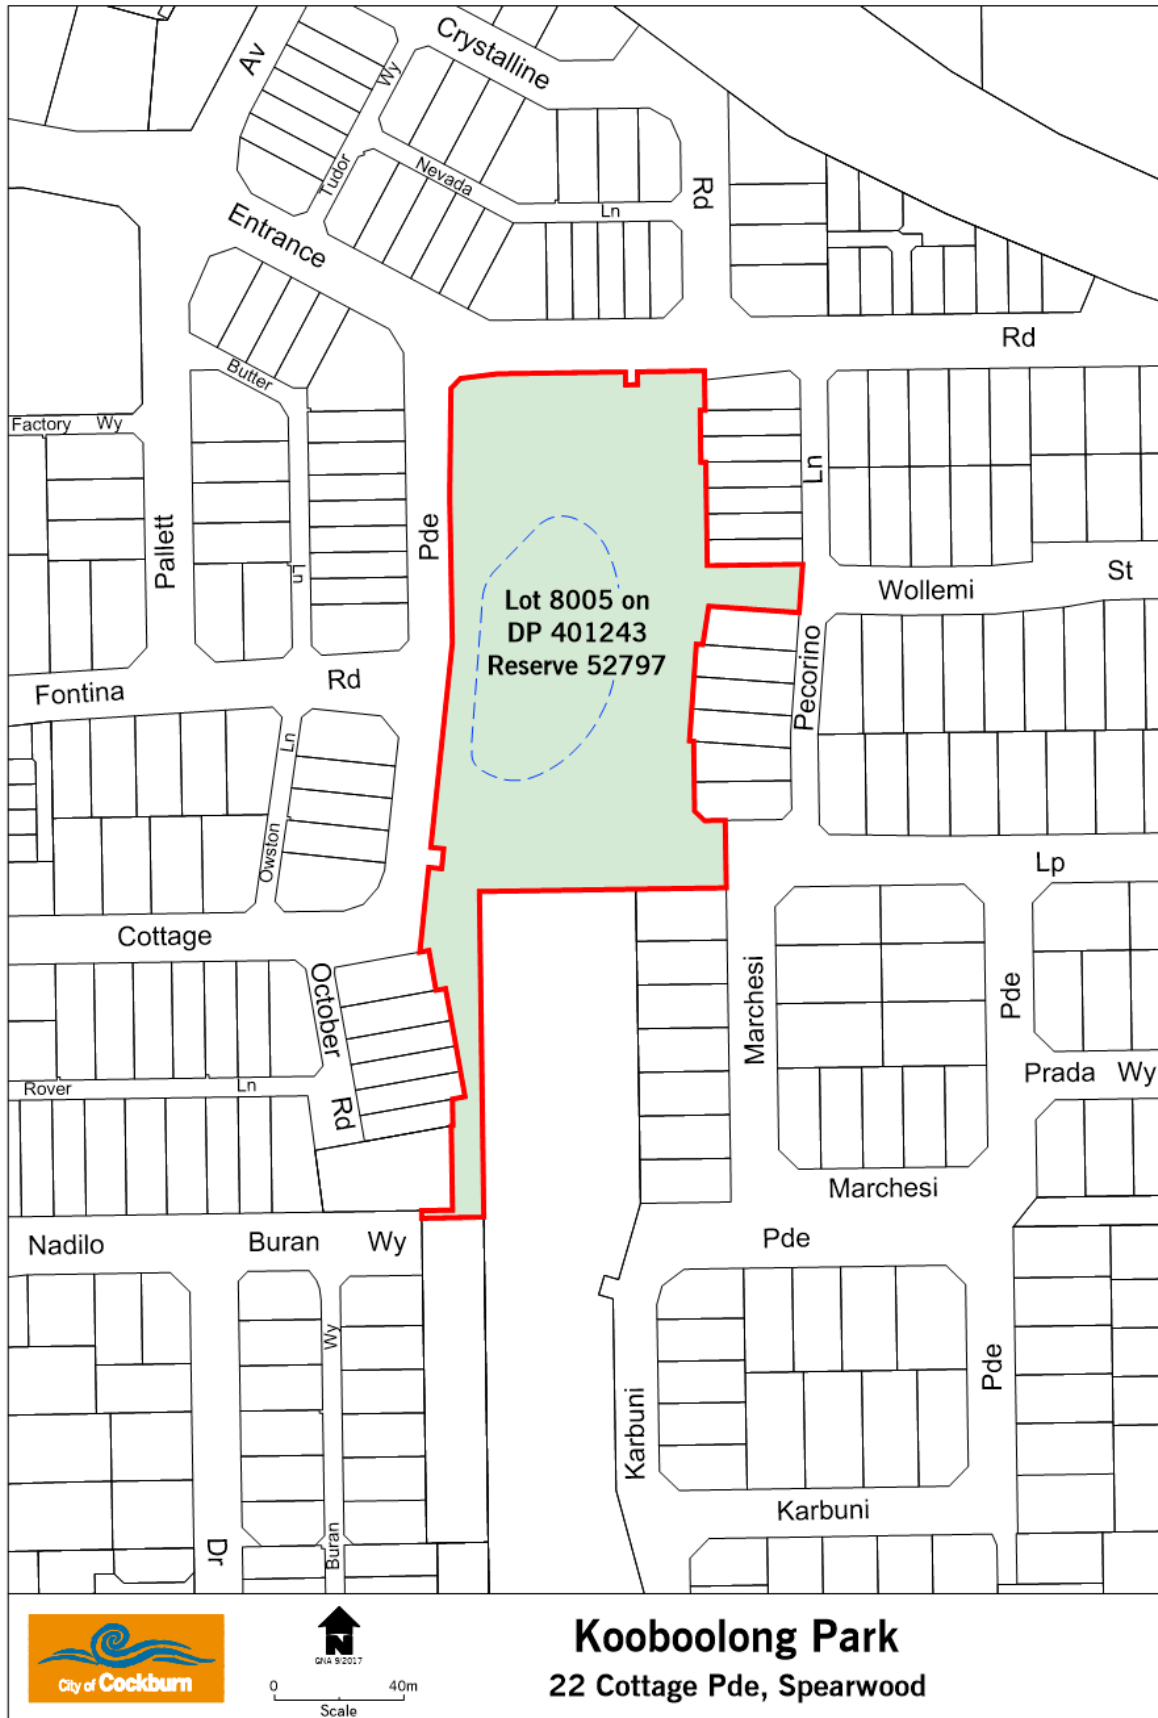 Crystalline
Av
Wy
Tudor
Nevada
Ln
Rd
Entrance
Rd
Butter
Factory Wy
Pallett
Ln
Pde
Ln
Wollemi
St
Lot 8005 on
DP 401243
Reserve 52797
Pecorino
Fontina
Rd
Ln
Owston
Lp
Cottage
October
Rd
Marchesi
Pde
Rover
Ln
Prada Wy
Marchesi
Nadilo
Buran Wy
Pde
Wy
Buran
Dr
Karbuni
Pde
Karbuni
City of Cockburn
N
GNA 9/2017
0
40m
Scale
Kooboolong Park
22 Cottage Pde, Spearwood